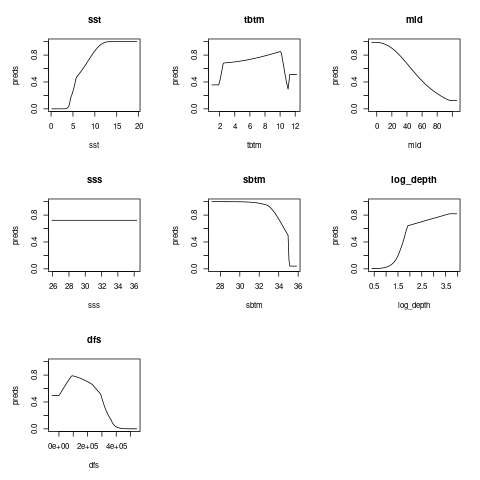 sst
preds
0.0 0.4 0.8
0 5 10 15 20
sst
tbtm
preds
0.0 0.4 0.8
2 4 6 8 10 12
tbtm
mld
preds
0.0 0.4 0.8
0 20 40 60 80
mld
sss
preds
0.0 0.4 0.8
26 28 30 32 34 36
sss
sbtm
preds
0.0 0.4 0.8
28 30 32 34 36
sbtm
log_depth
preds
0.0 0.4 0.8
0.5 1.5 2.5 3.5
log_depth
dfs
preds
0.0 0.4 0.8
0e+00 2e+05 4e+05
dfs